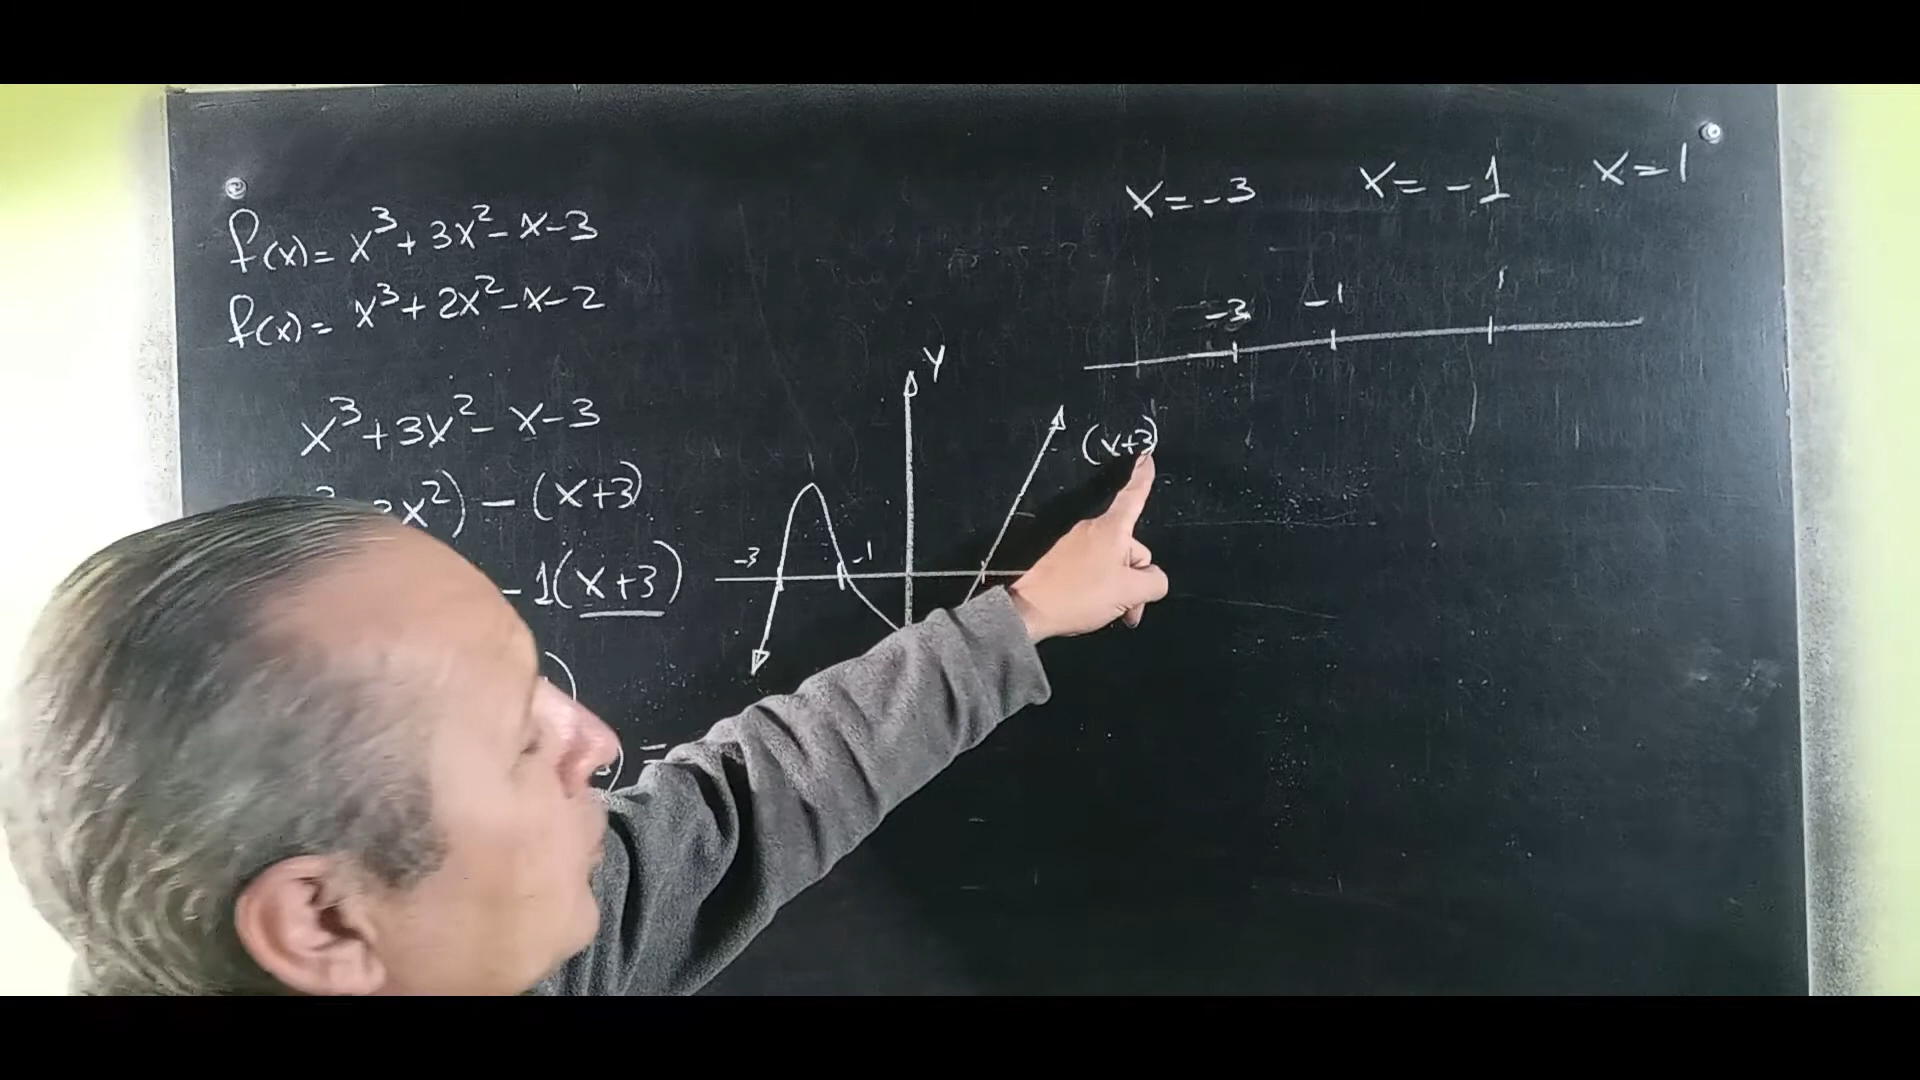 f(x)= x³+3x²-x-3
f(x)= x³+2x²-x-2
x³+3x²-x-3
x²)-(x+3)
-1(x+3)
=
Y
-3
-1
x=-3 x=-1 x=1
-3 -1 1
(x+3)